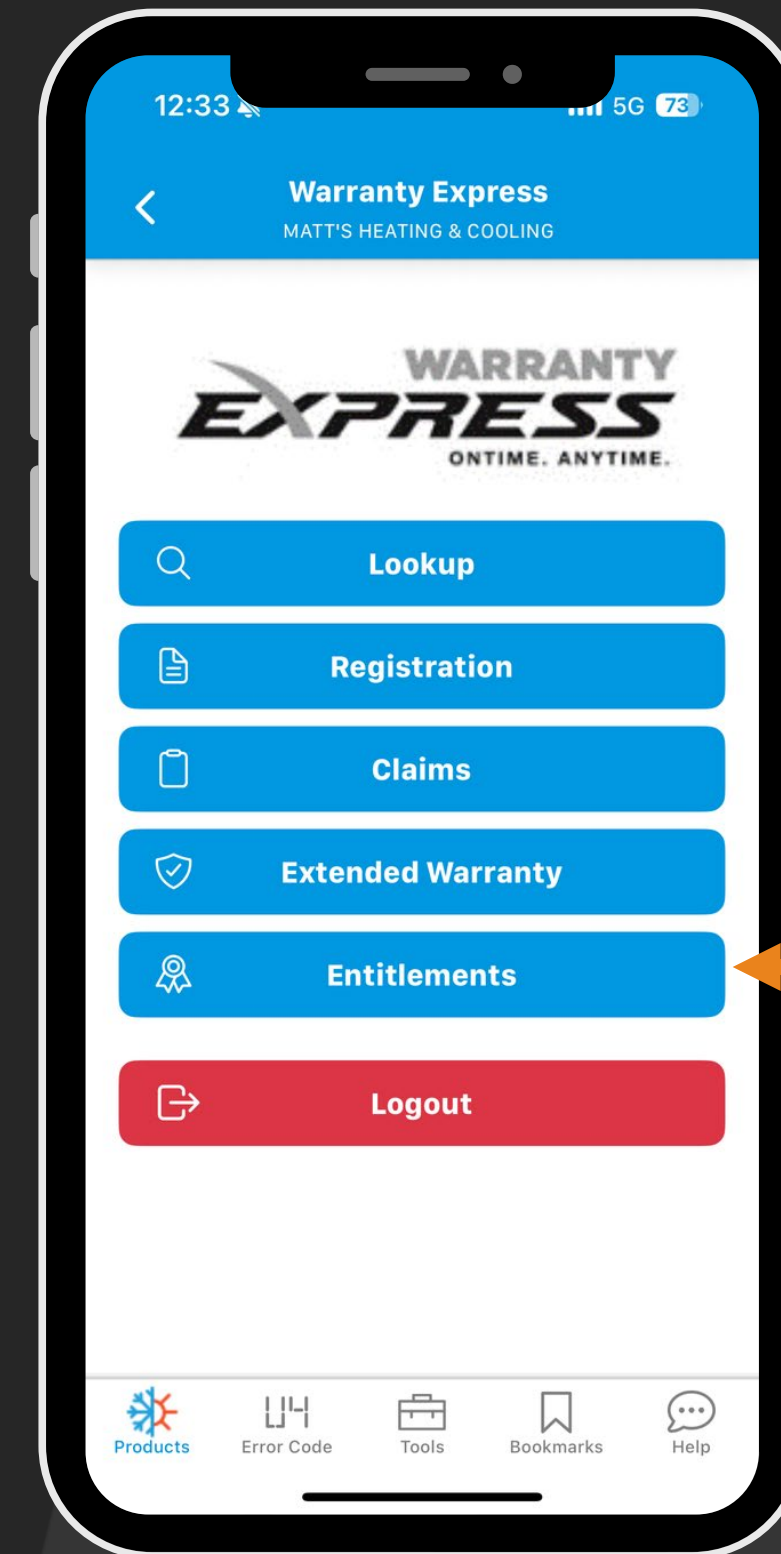 12:33
5G 73
Warranty Express
MATT'S HEATING & COOLING
WARRANTY
EXPRESS
ONTIME. ANYTIME.
Lookup
Registration
Claims
Extended Warranty
Entitlements
Logout
U4
Products Error Code Tools Bookmarks Help